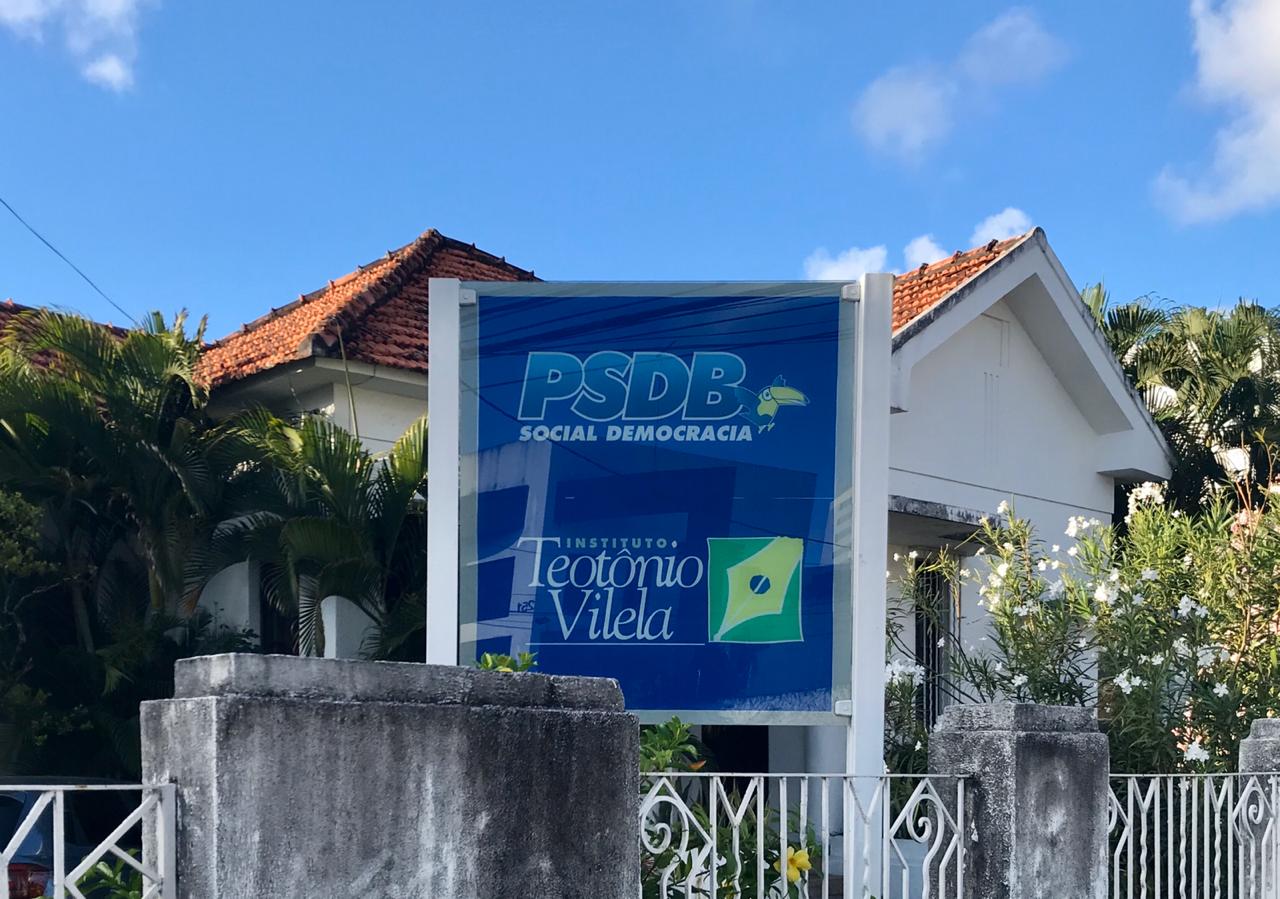 PSDB
SOCIAL DEMOCRACIA
INSTITUTO
Teotônio
Vilela